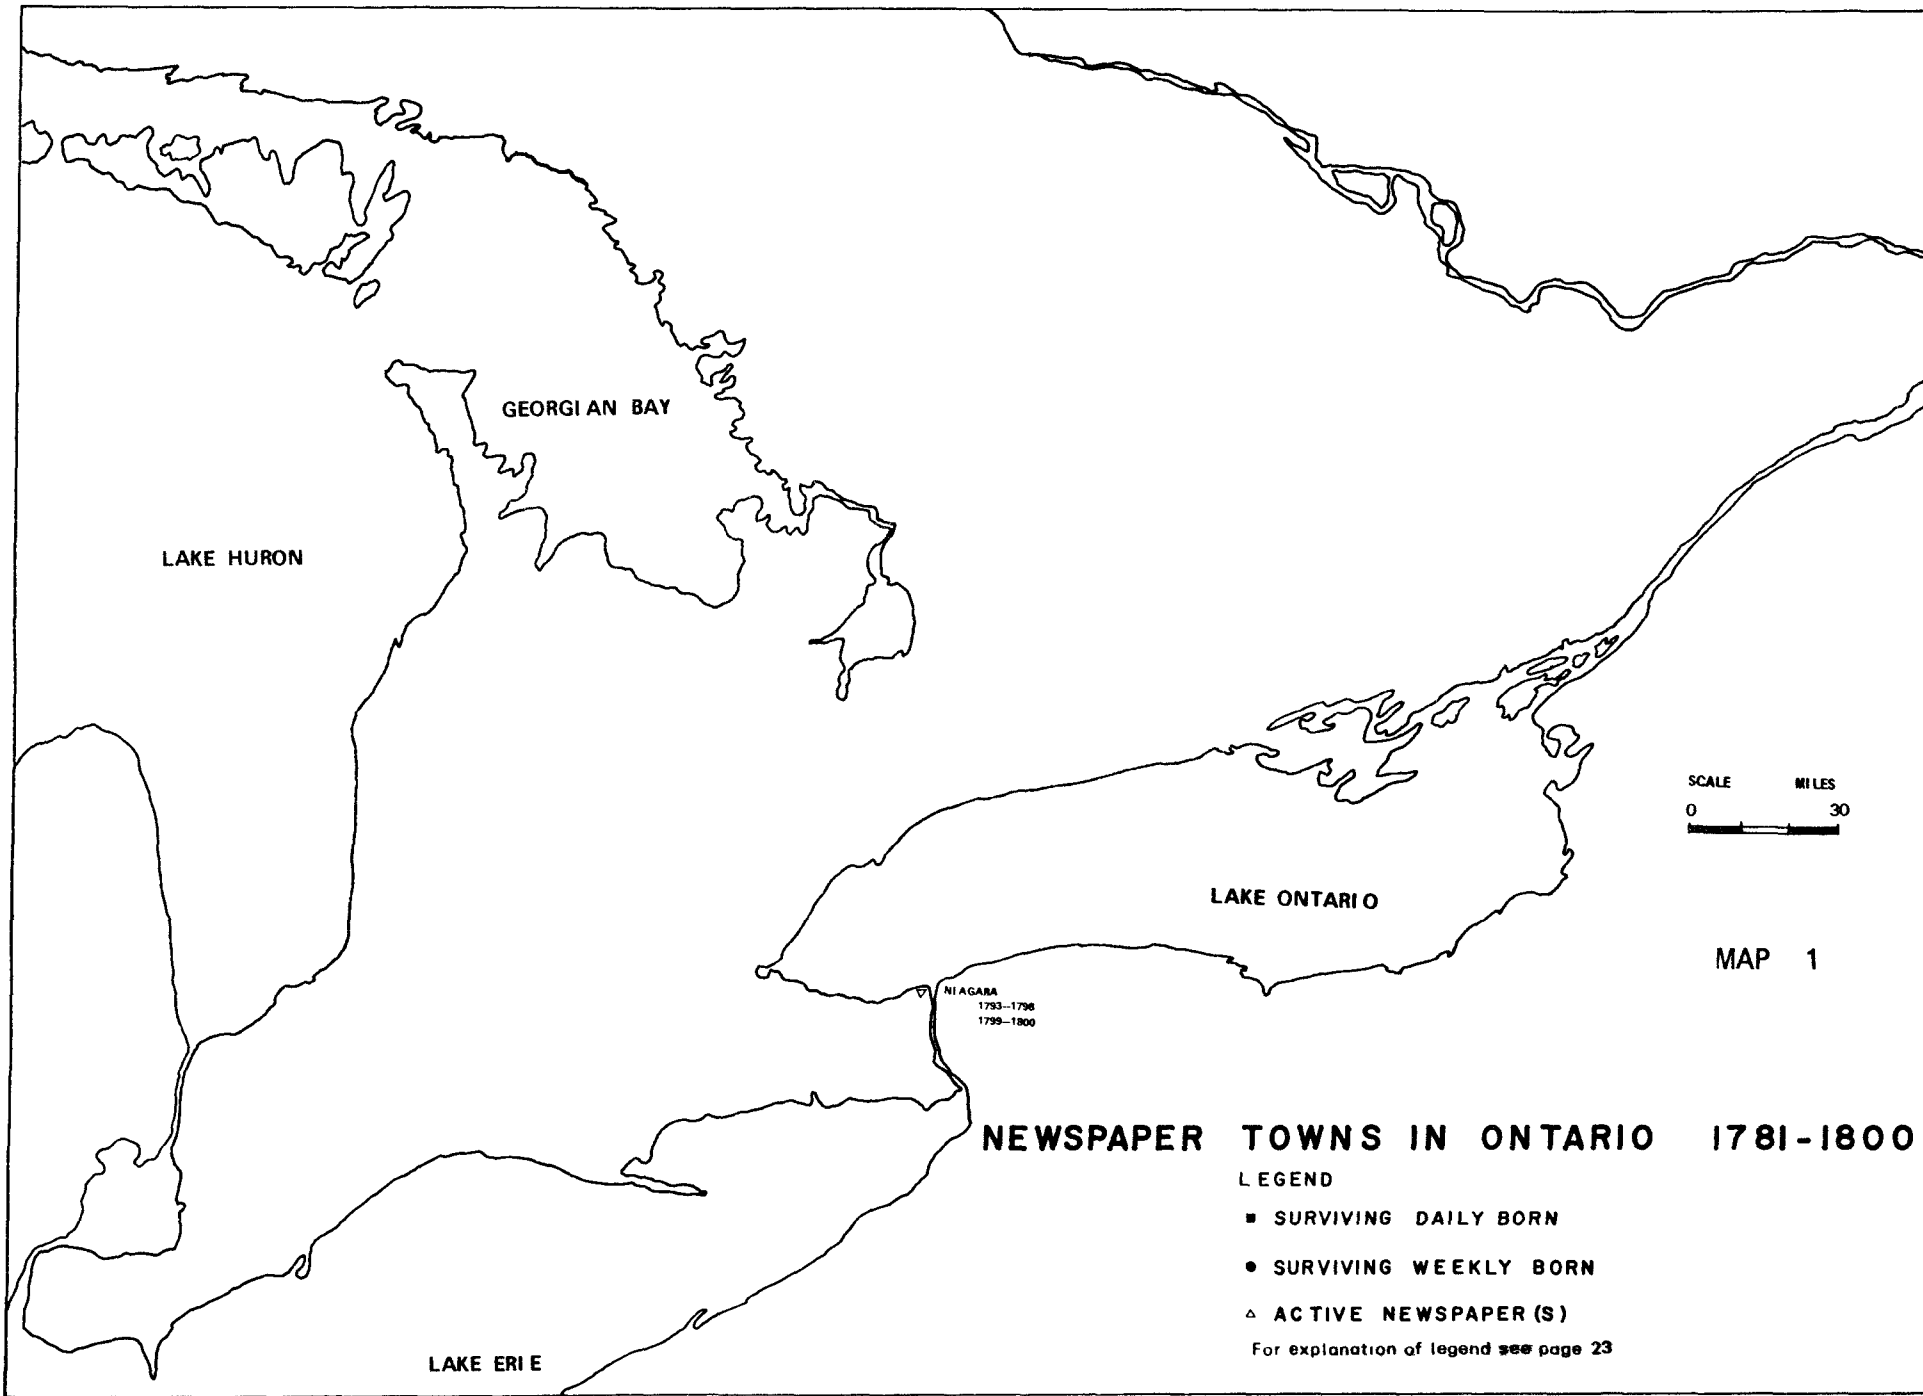 GEORGIAN BAY
LAKE HURON
SCALE MILES
0 30
LAKE ONTARIO
MAP 1
NIAGARA
1793--1798
1799--1800
NEWSPAPER TOWNS IN ONTARIO 1781-1800
LEGEND
■ SURVIVING DAILY BORN
● SURVIVING WEEKLY BORN
△ ACTIVE NEWSPAPER(S)
For explanation of legend see page 23
LAKE ERIE